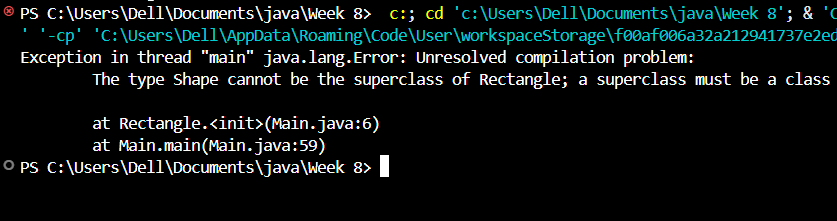 PS C:\Users\Dell\Documents\java\Week 8>  c:; cd 'c:\Users\Dell\Documents\java\Week 8'; & 'C
' '-cp' 'C:\Users\Dell\AppData\Roaming\Code\User\workspaceStorage\f00af006a32a212941737e2ed
Exception in thread "main" java.lang.Error: Unresolved compilation problem:
        The type Shape cannot be the superclass of Rectangle; a superclass must be a class
        at Rectangle.<init>(Main.java:6)
        at Main.main(Main.java:59)
PS C:\Users\Dell\Documents\java\Week 8>